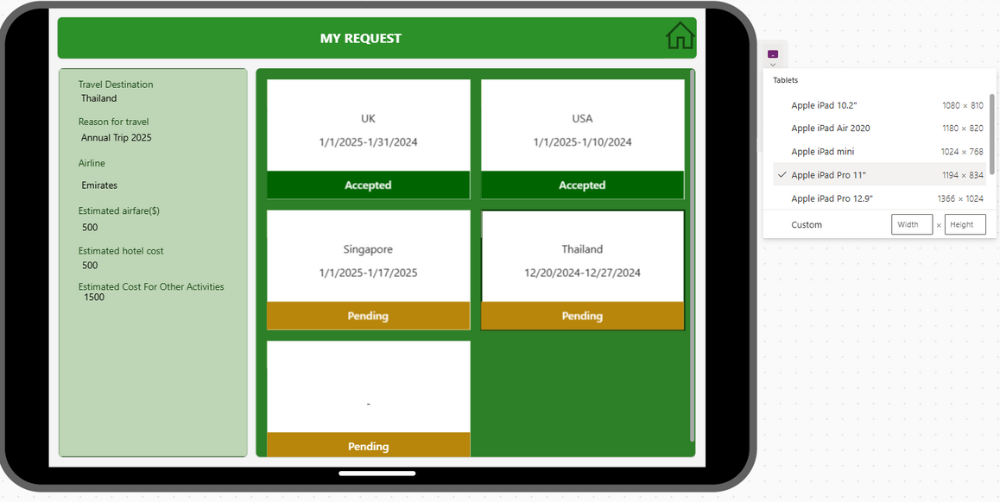 MY REQUEST
Travel Destination
Thailand
Reason for travel
Annual Trip 2025
Airline
Emirates
Estimated airfare($)
500
Estimated hotel cost
500
Estimated Cost For Other Activities
1500
UK
1/1/2025-1/31/2024
Accepted
USA
1/1/2025-1/10/2024
Accepted
Singapore
1/1/2025-1/17/2025
Pending
Thailand
12/20/2024-12/27/2024
Pending
-
Pending
Tablets
Apple iPad 10.2" 1080 × 810
Apple iPad Air 2020 1180 × 820
Apple iPad mini 1024 × 768
Apple iPad Pro 11" 1194 × 834
Apple iPad Pro 12.9" 1366 × 1024
Custom Width × Height